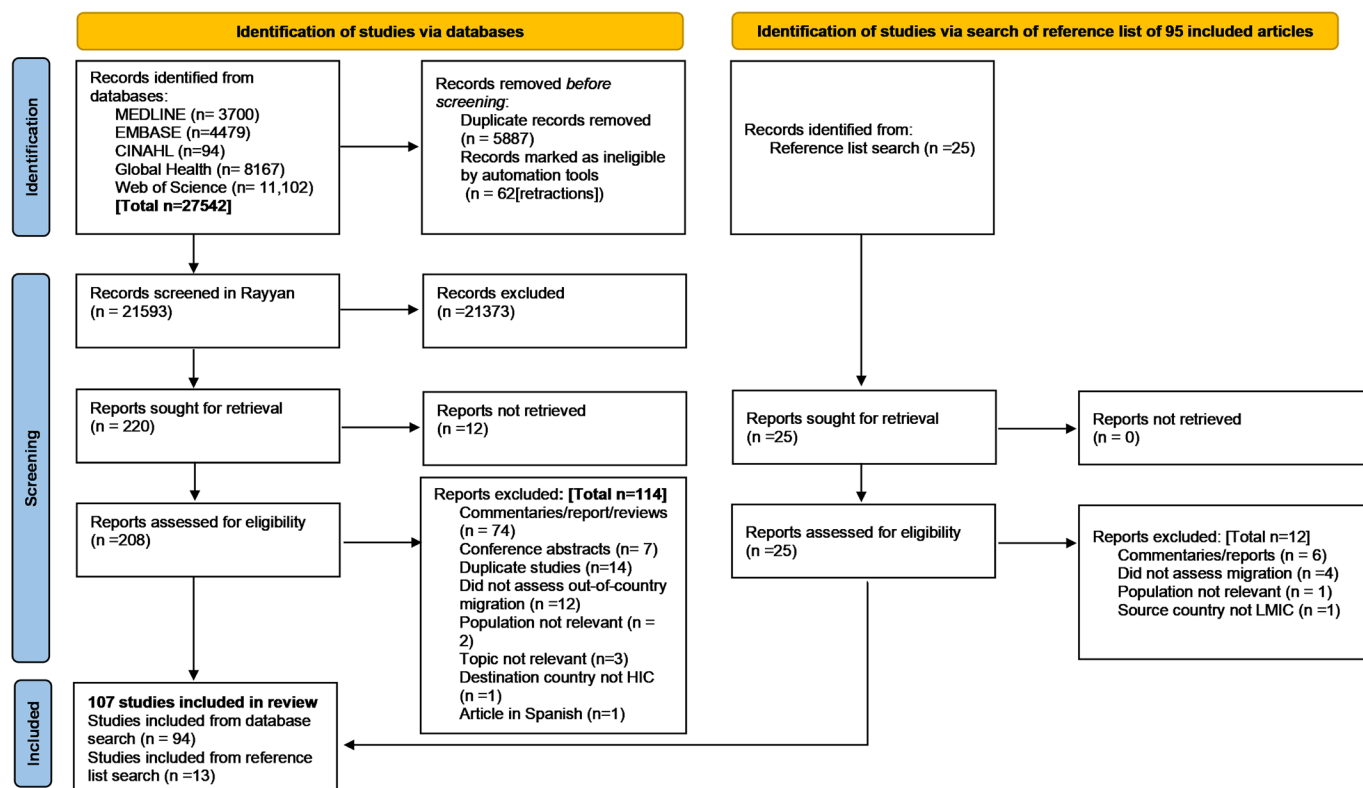 Identification of studies via databases
Identification of studies via search of reference list of 95 included articles
Identification
Records identified from
databases:
MEDLINE (n= 3700)
EMBASE (n=4479)
CINAHL (n=94)
Global Health (n= 8167)
Web of Science (n= 11,102)
[Total n=27542]
Records removed before
screening:
Duplicate records removed
(n = 5887)
Records marked as ineligible
by automation tools
(n = 62[retractions])
Records identified from:
Reference list search (n =25)
Screening
Records screened in Rayyan
(n = 21593)
Records excluded
(n =21373)
Reports sought for retrieval
(n = 220)
Reports not retrieved
(n =12)
Reports sought for retrieval
(n =25)
Reports not retrieved
(n = 0)
Reports assessed for eligibility
(n =208)
Reports excluded: [Total n=114]
Commentaries/report/reviews
(n = 74)
Conference abstracts (n= 7)
Duplicate studies (n=14)
Did not assess out-of-country
migration (n =12)
Population not relevant (n =
2)
Topic not relevant (n=3)
Destination country not HIC
(n =1)
Article in Spanish (n=1)
Reports assessed for eligibility
(n =25)
Reports excluded: [Total n=12]
Commentaries/reports (n = 6)
Did not assess migration (n =4)
Population not relevant (n = 1)
Source country not LMIC (n =1)
Included
107 studies included in review
Studies included from database
search (n = 94)
Studies included from reference
list search (n =13)